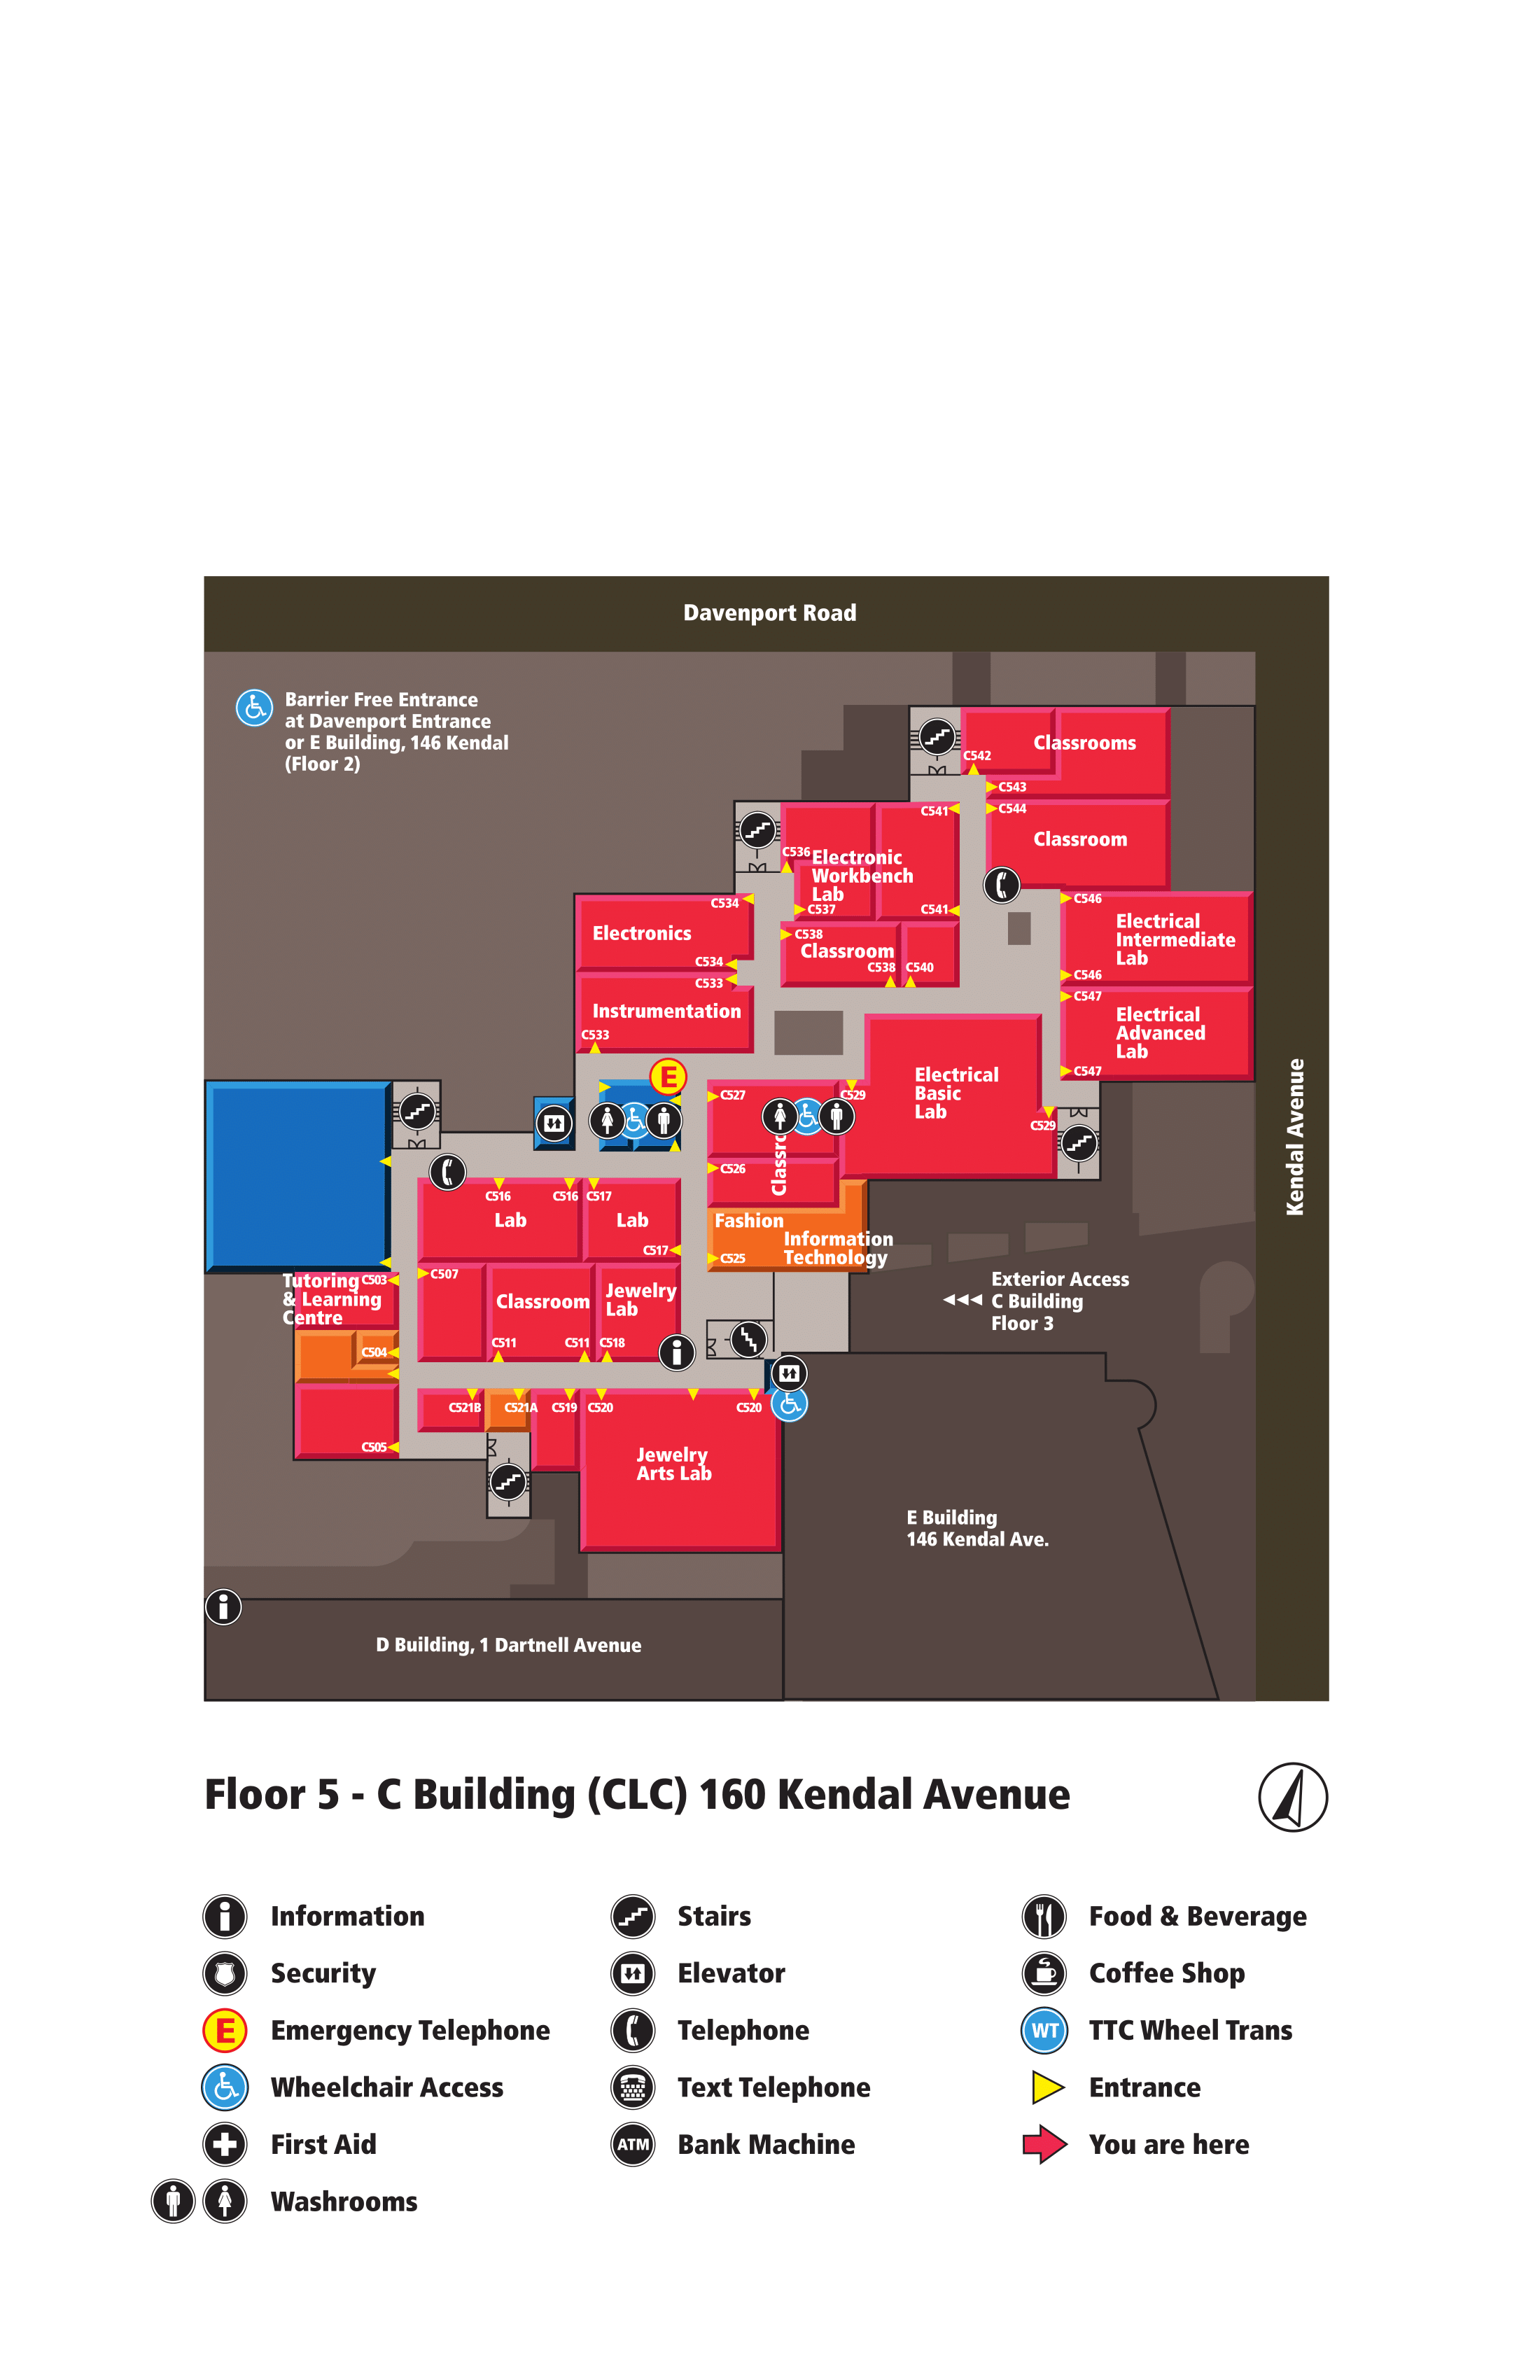 Davenport Road
Barrier Free Entrance
at Davenport Entrance
or E Building, 146 Kendal
(Floor 2)
Classrooms
C542
C543
C544
C541
Classroom
C536
Electronic
Workbench
Lab
C537
C541
C534
Electronics
C534
C533
Instrumentation
C533
C538
Classroom
C538
C540
C546
Electrical
Intermediate
Lab
C546
C547
Electrical
Advanced
Lab
C547
Electrical
Basic
Lab
C529
C529
C527
C526
Fashion
Information
Technology
C525
Kendal Avenue
C516
C516
C517
Lab
Lab
C517
C507
Classroom
Jewelry
Lab
C511
C511
C518
Tutoring
& Learning
Centre
C503
C504
C505
C521B
C521A
C519
C520
C520
Jewelry
Arts Lab
Exterior Access
C Building
Floor 3
E Building
146 Kendal Ave.
D Building, 1 Dartnell Avenue
Floor 5 - C Building (CLC) 160 Kendal Avenue
Information
Security
E
E Emergency Telephone
Wheelchair Access
First Aid
Washrooms
Stairs
Elevator
Telephone
Text Telephone
ATM Bank Machine
Food & Beverage
Coffee Shop
WT TTC Wheel Trans
Entrance
You are here